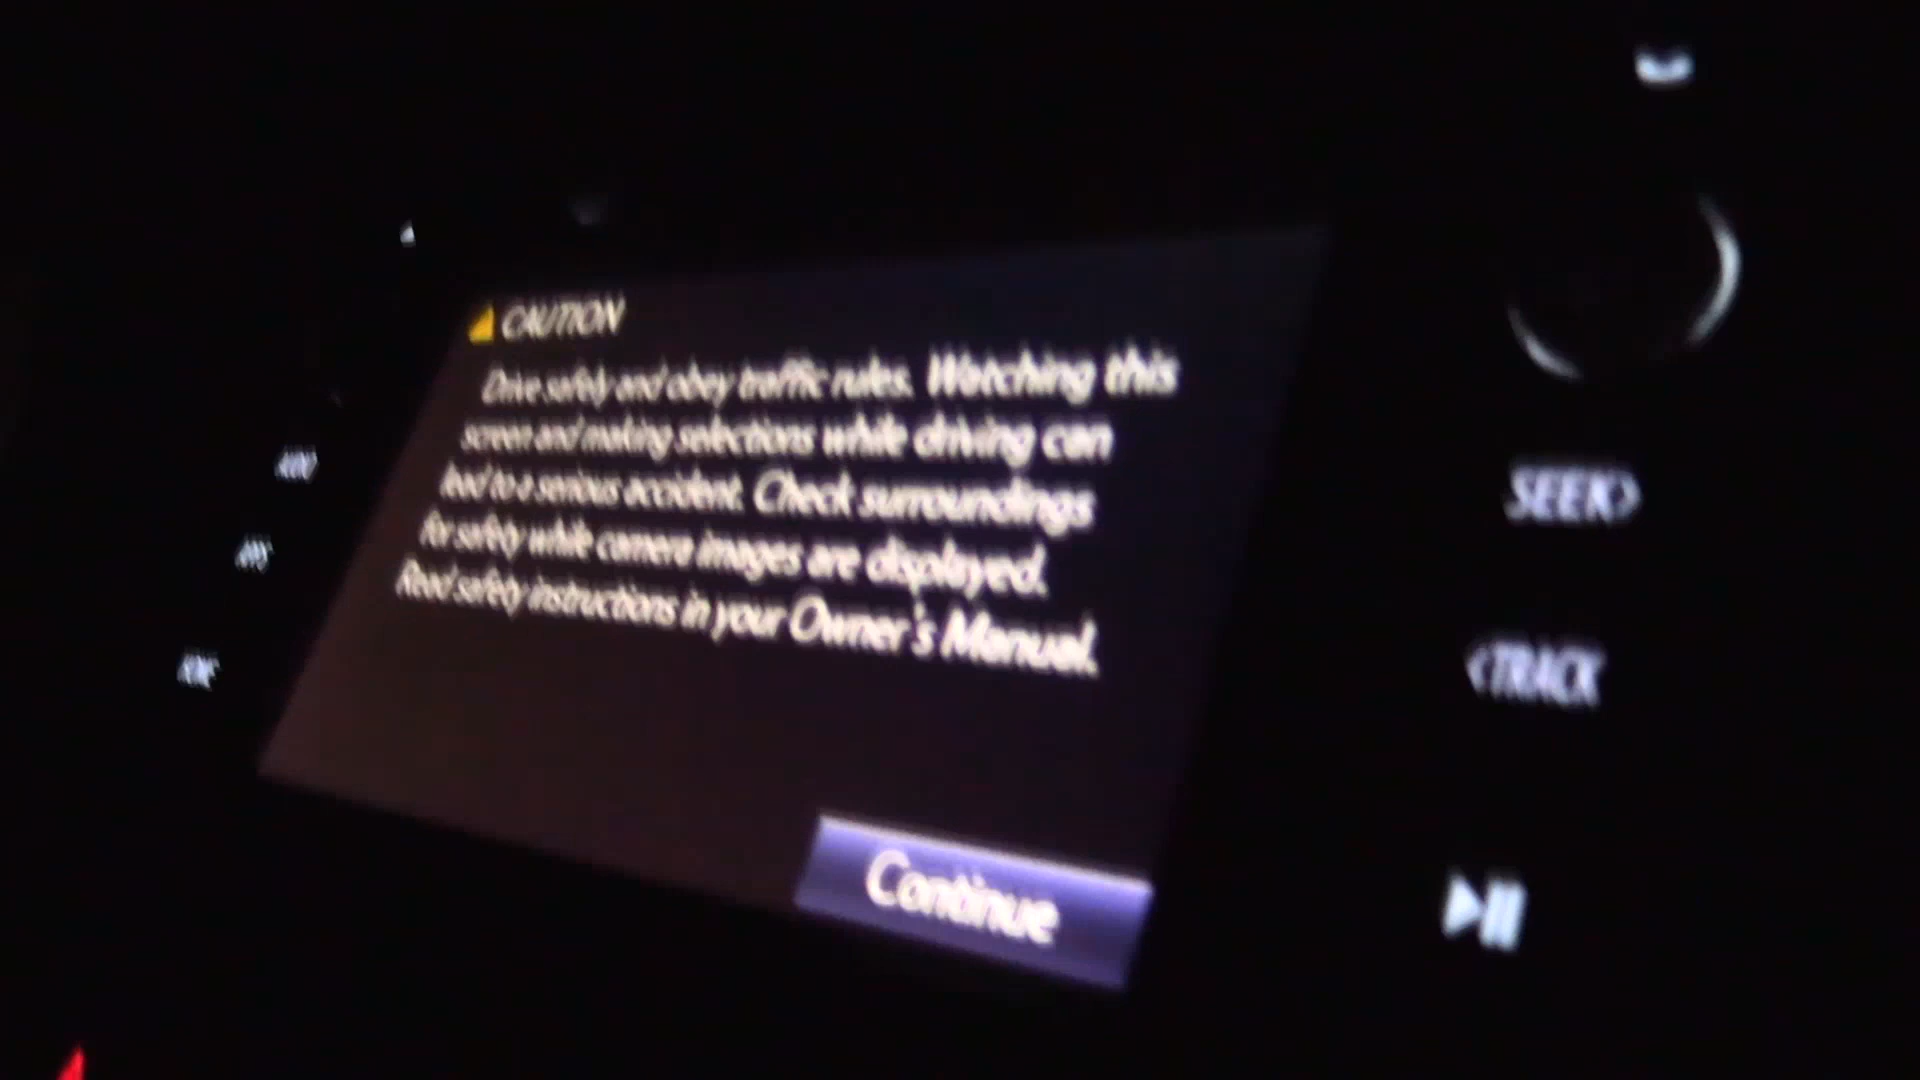 CAUTION
Drive safely and obey traffic rules. Watching this
screen and making selections while driving can
lead to a serious accident. Check surroundings
for safety while camera images are displayed.
Read safety instructions in your Owner's Manual.
Continue
SEEK>
<TRACK